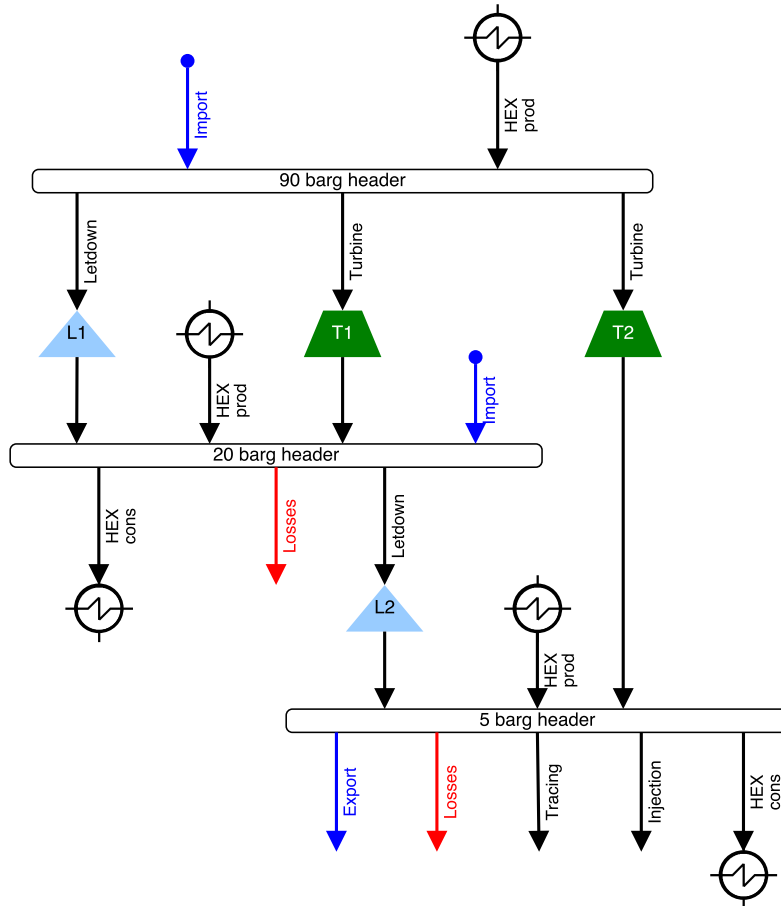 Import
HEX
prod
90 barg header
Letdown
Turbine
Turbine
L1
HEX
prod
T1
Import
T2
20 barg header
HEX
cons
Losses
Letdown
L2
HEX
prod
5 barg header
Export
Losses
Tracing
Injection
HEX
cons